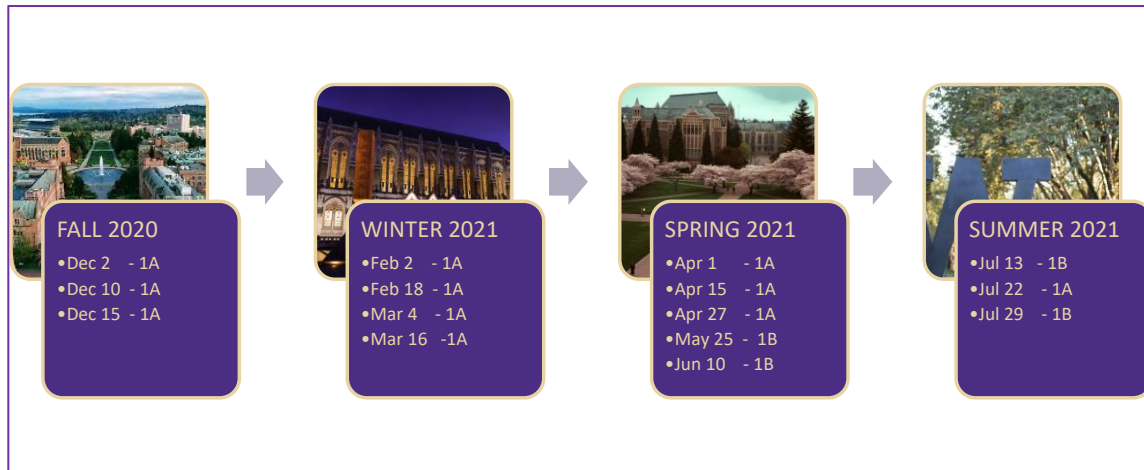 FALL 2020
•Dec 2 - 1A
•Dec 10 - 1A
•Dec 15 - 1A
WINTER 2021
•Feb 2 - 1A
•Feb 18 - 1A
•Mar 4 - 1A
•Mar 16 -1A
SPRING 2021
•Apr 1 - 1A
•Apr 15 - 1A
•Apr 27 - 1A
•May 25 - 1B
•Jun 10 - 1B
SUMMER 2021
•Jul 13 - 1B
•Jul 22 - 1A
•Jul 29 - 1B